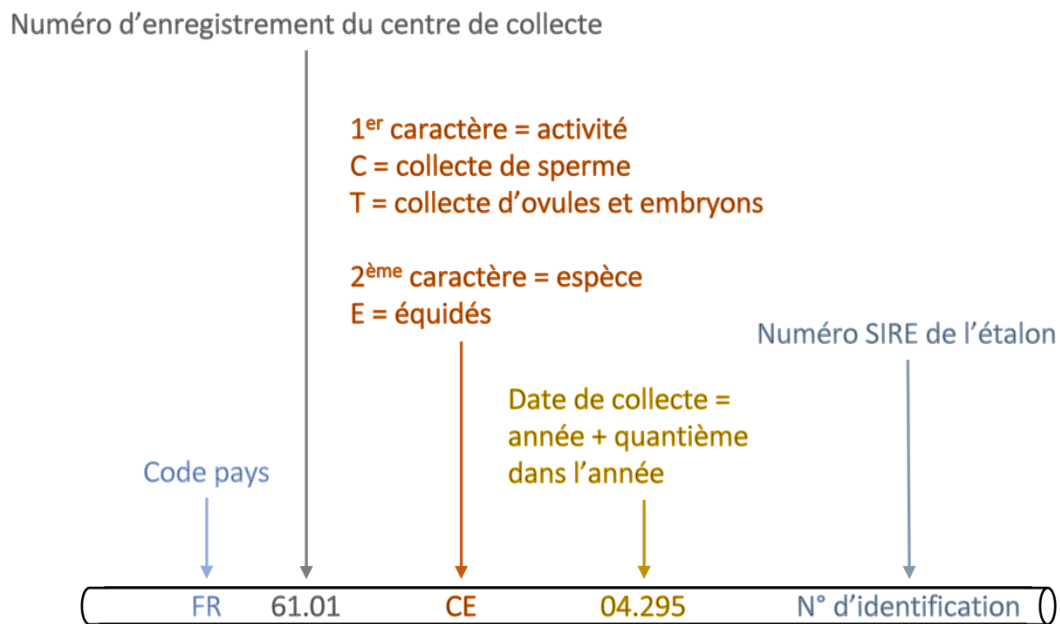 Numéro d’enregistrement du centre de collecte
1er caractère = activité
C = collecte de sperme
T = collecte d’ovules et embryons
2ème caractère = espèce
E = équidés
Numéro SIRE de l’étalon
Date de collecte =
année + quantième
dans l’année
Code pays
FR 61.01 CE 04.295 N° d’identification